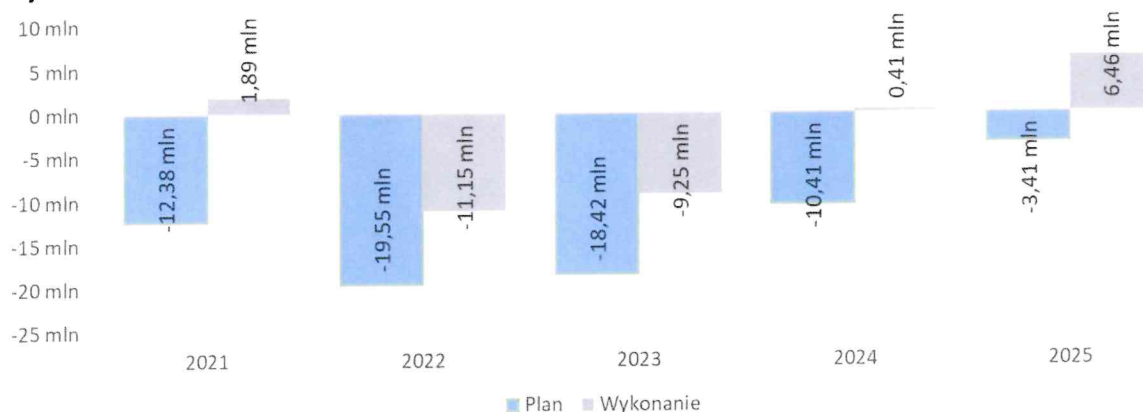 10 mln
5 mln
0 mln
-5 mln
-10 mln
-15 mln
-20 mln
-25 mln
-12,38 mln
1,89 mln
-19,55 mln
-11,15 mln
-18,42 mln
-9,25 mln
-10,41 mln
0,41 mln
-3,41 mln
6,46 mln
2021
2022
2023
2024
2025
Plan
Wykonanie